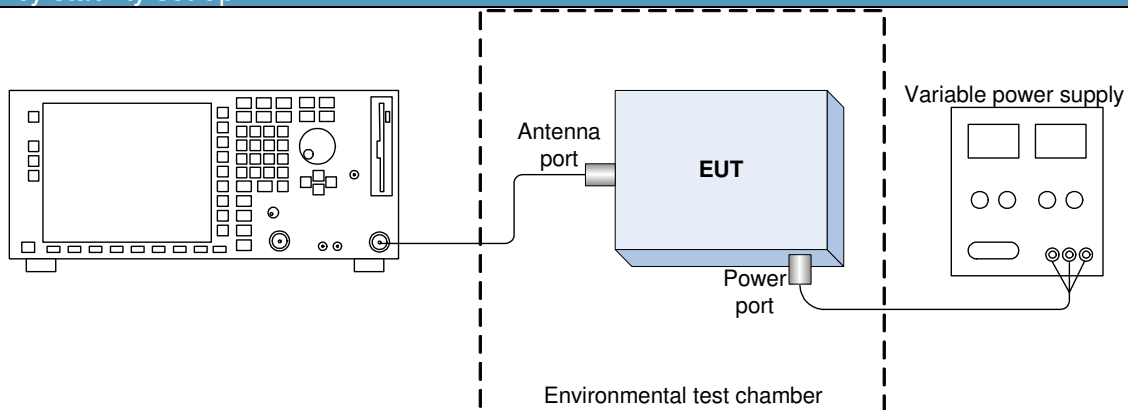 Variable power supply
Antenna
port
EUT
Power
port
Environmental test chamber